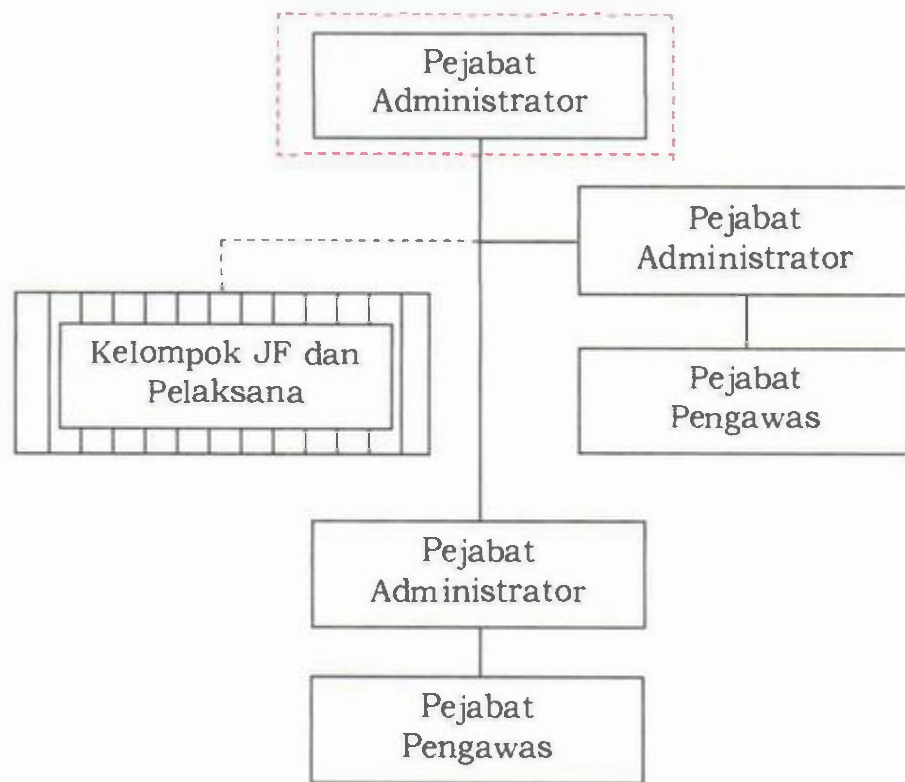 Pejabat
Administrator
Pejabat
Administrator
Kelompok JF dan
Pelaksana
Pejabat
Pengawas
Pejabat
Administrator
Pejabat
Pengawas